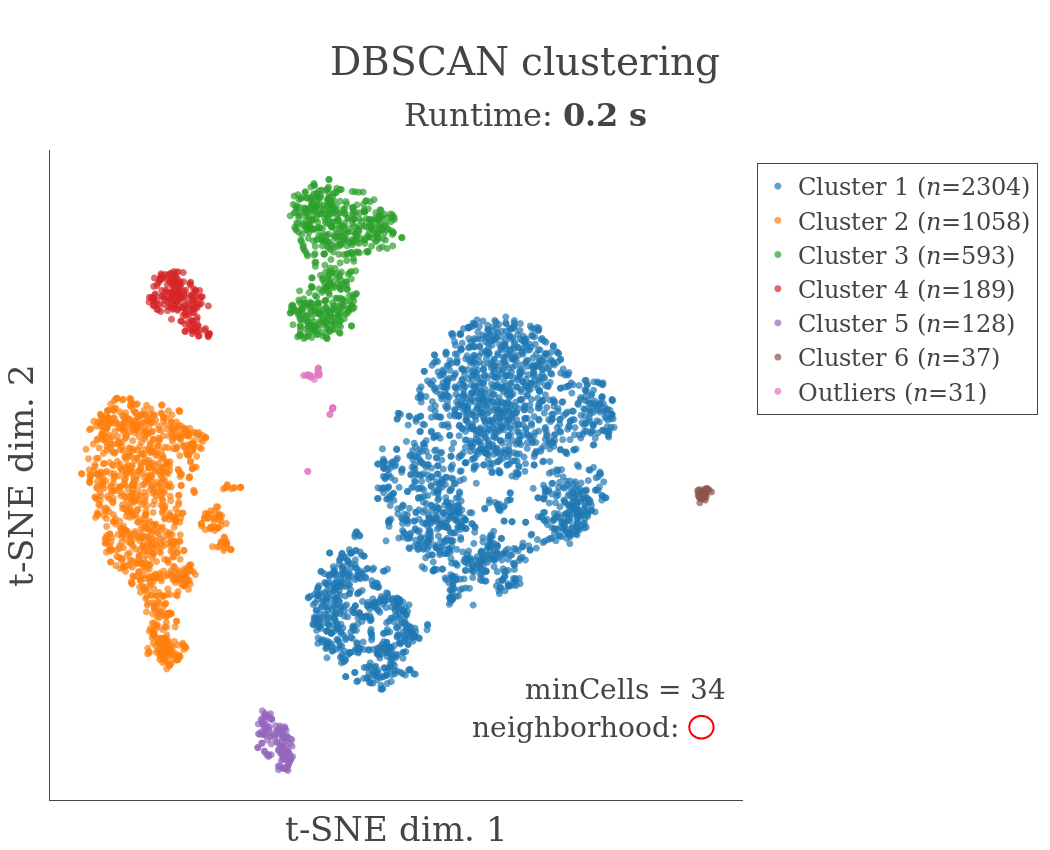 DBSCAN clustering
Runtime: 0.2 s
Cluster 1 (n=2304)
Cluster 2 (n=1058)
Cluster 3 (n=593)
Cluster 4 (n=189)
Cluster 5 (n=128)
Cluster 6 (n=37)
Outliers (n=31)
t-SNE dim. 2
minCells = 34
neighborhood:
t-SNE dim. 1